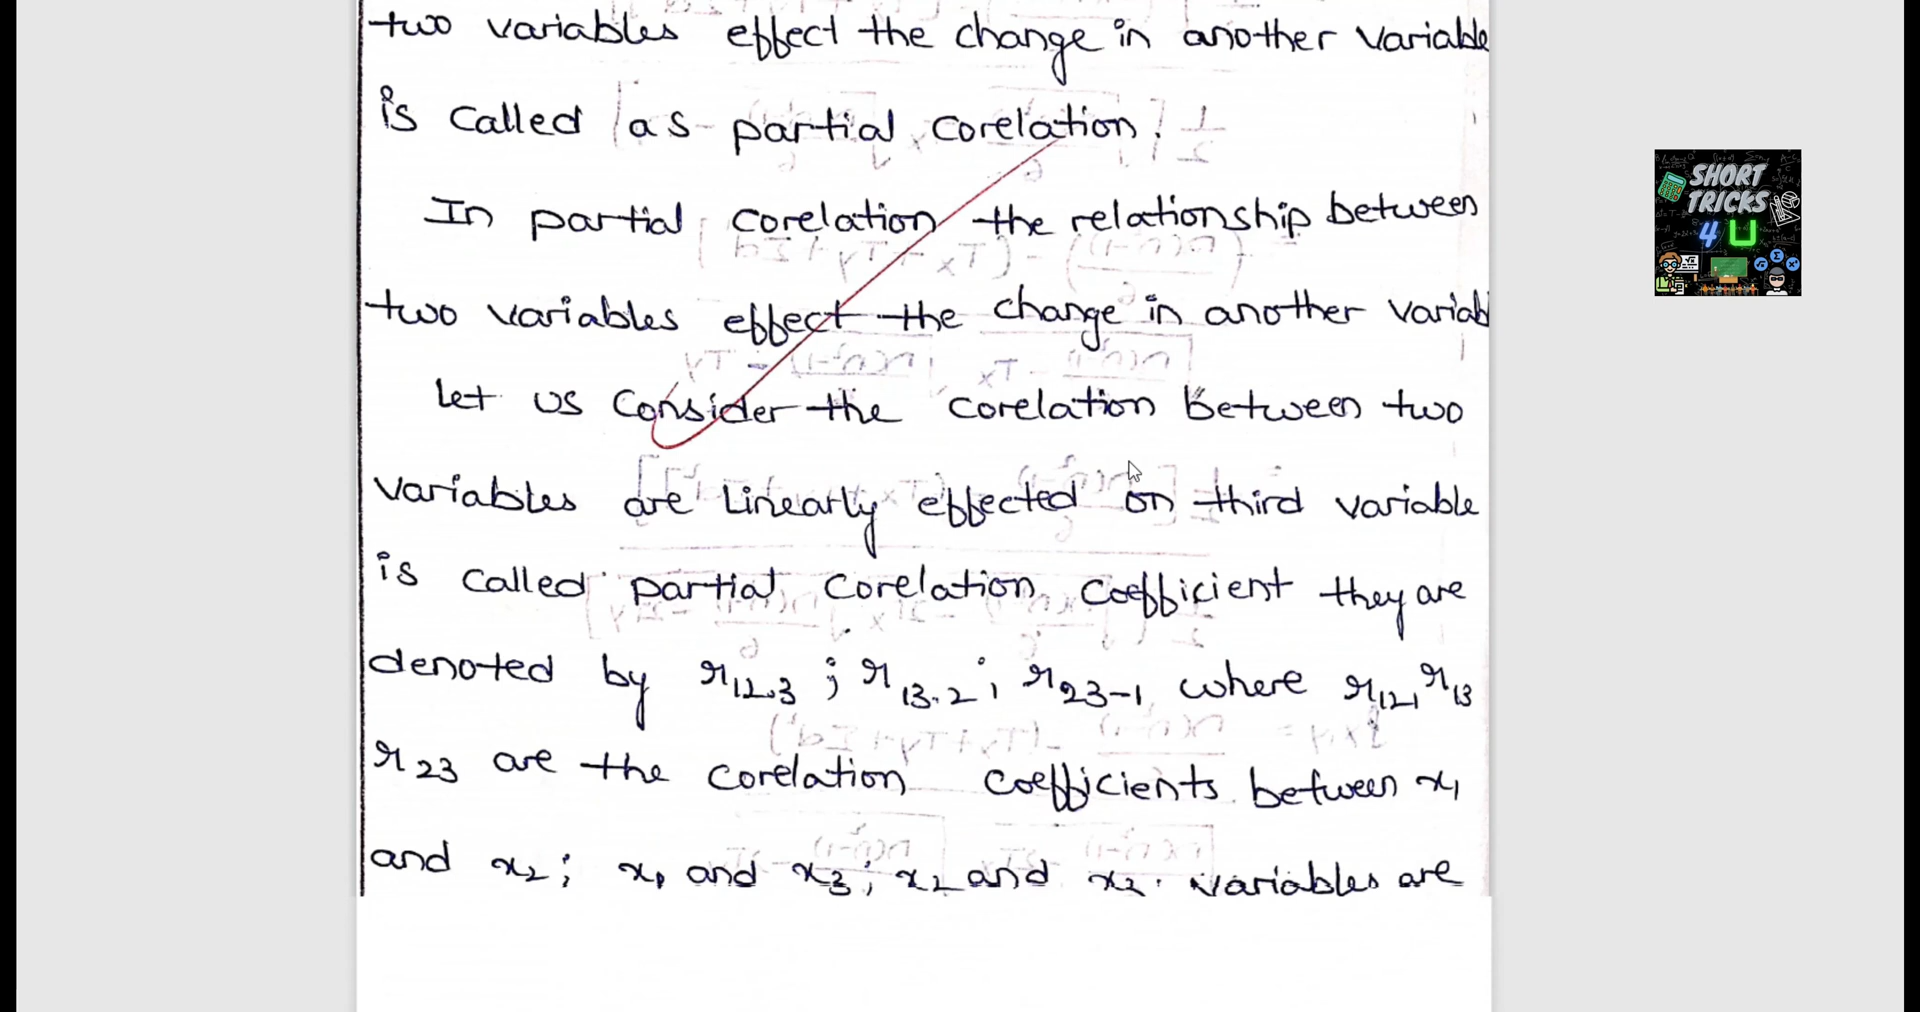 two variables effect the change in another variable
is called as partial corelation.
In partial corelation the relationship between
two variables effect the change in another variab
Let us consider the corelation between two
variables are linearly effected on third variable
is called partial corelation coefficient they are
denoted by r12.3 ; r13.2 ; r23-1 where r12, r13
r23 are the corelation coefficients between x1
and x2 ; x1 and x3 ; x2 and x3. variables are
SHORT
TRICKS
4 U